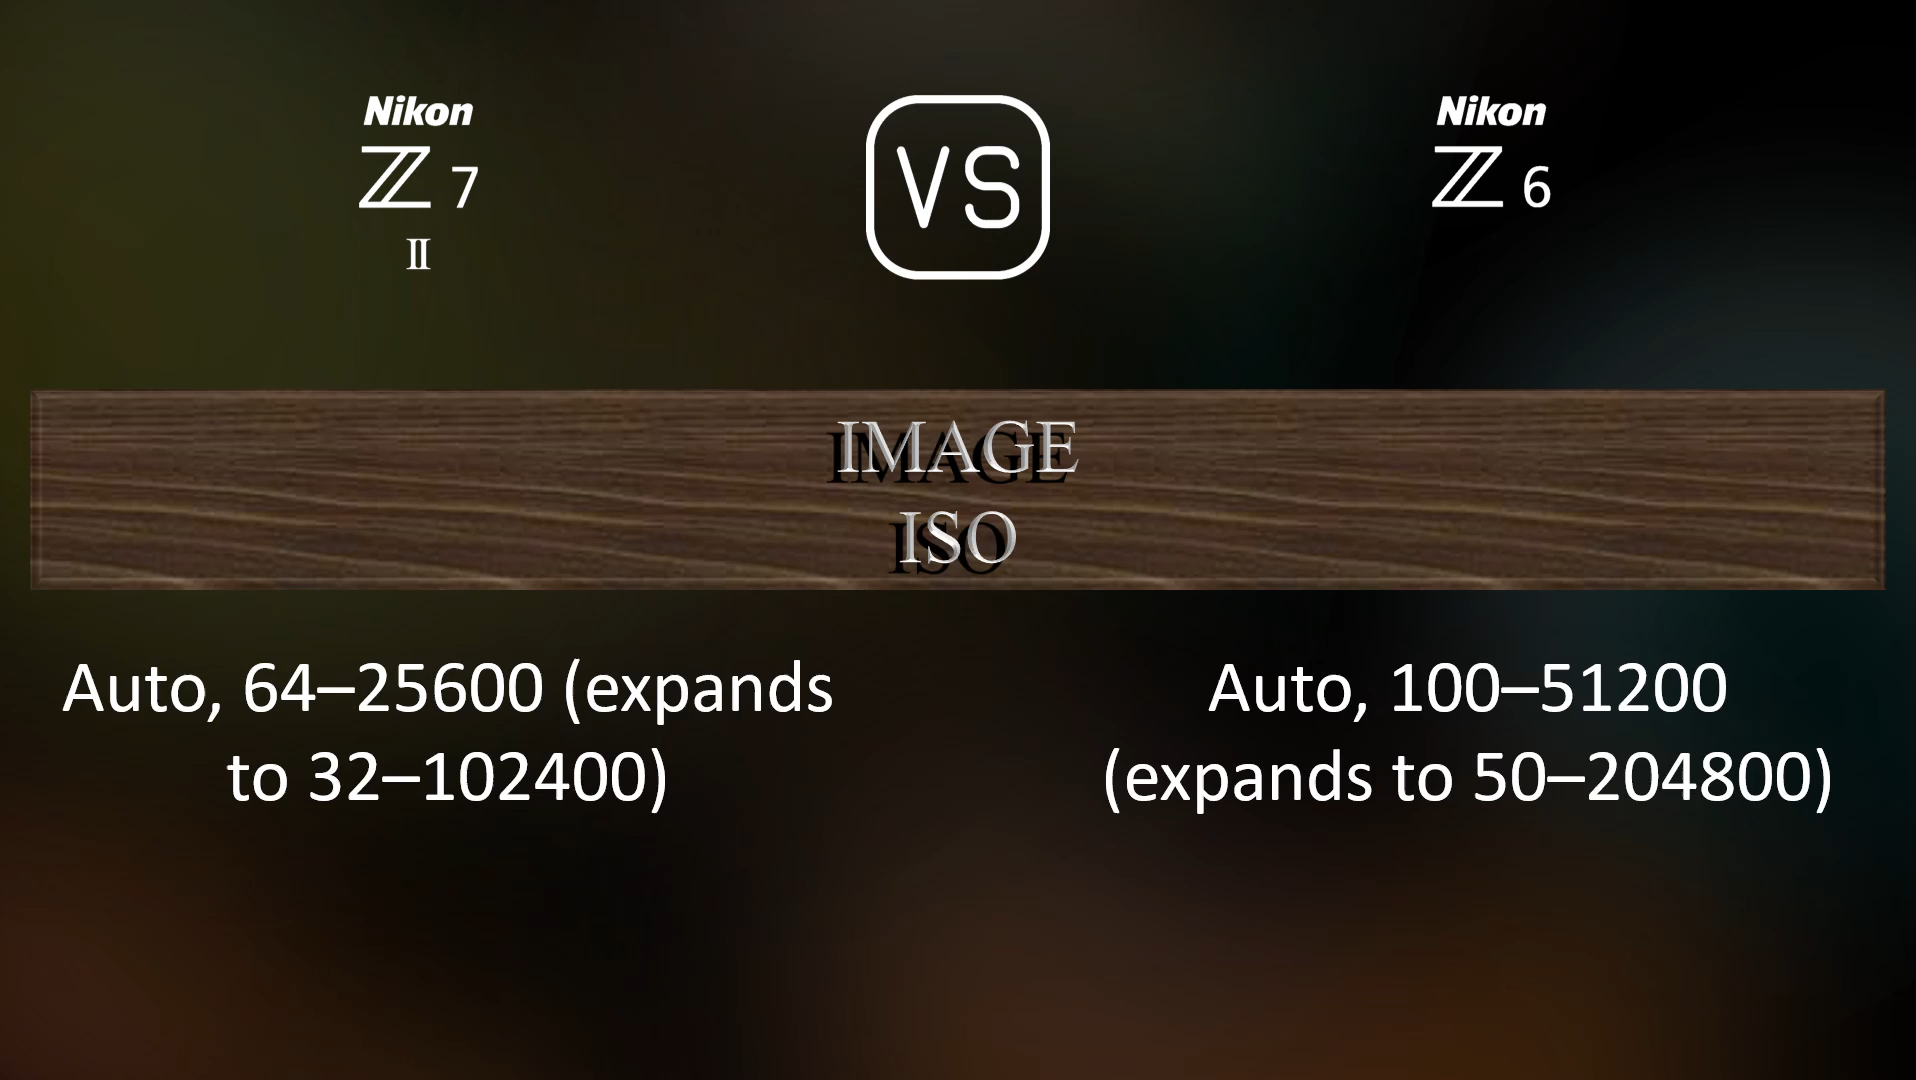 Nikon
Z 7
II
VS
Nikon
Z 6
IMAGE
ISO
Auto, 64–25600 (expands
to 32–102400)
Auto, 100–51200
(expands to 50–204800)